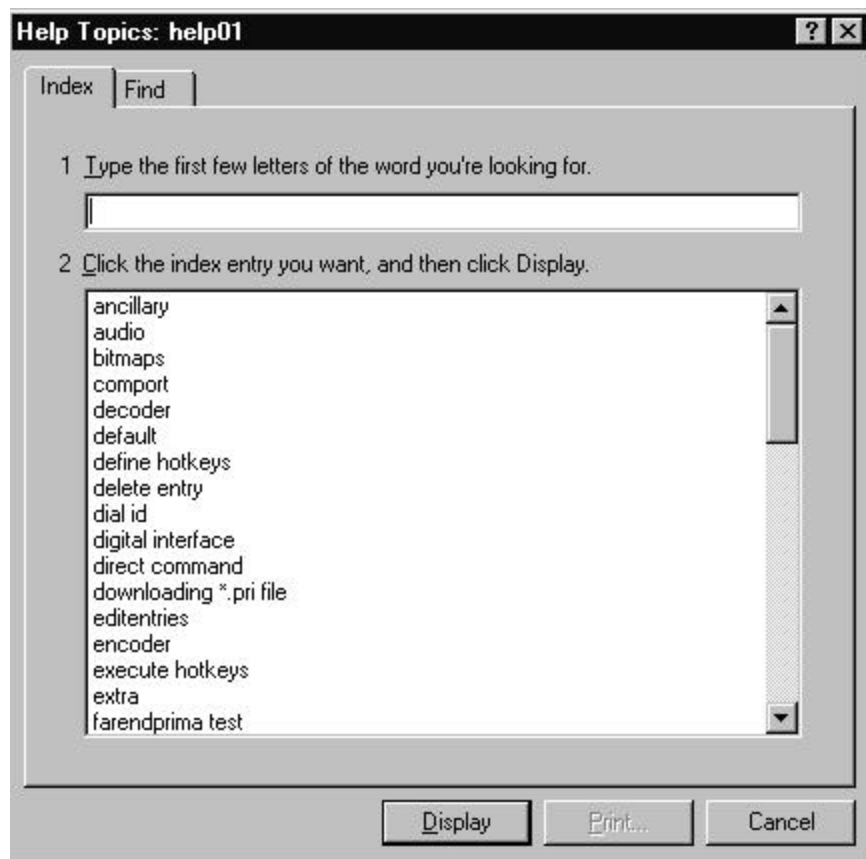 Help Topics: help01
Index
Find
1 Type the first few letters of the word you're looking for.
2 Click the index entry you want, and then click Display.
ancillary
audio
bitmaps
comport
decoder
default
define hotkeys
delete entry
dial id
digital interface
direct command
downloading *.pri file
editentries
encoder
execute hotkeys
extra
farendprima test
Display
Print...
Cancel